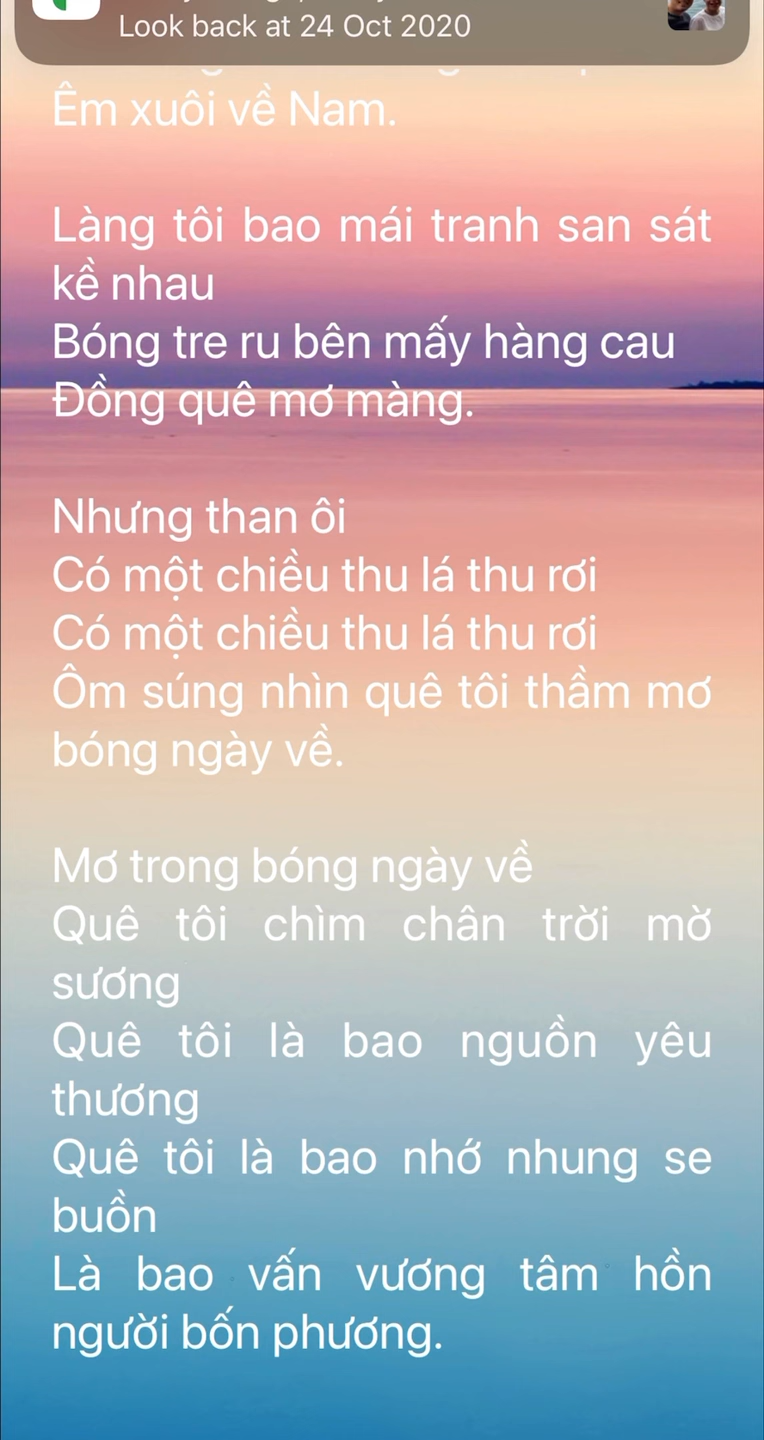 Look back at 24 Oct 2020
Êm xuôi về Nam.
Làng tôi bao mái tranh san sát
kề nhau
Bóng tre ru bên mấy hàng cau
Đồng quê mơ màng.
Nhưng than ôi
Có một chiều thu lá thu rơi
Có một chiều thu lá thu rơi
Ôm súng nhìn quê tôi thầm mơ
bóng ngày về.
Mơ trong bóng ngày về
Quê tôi chìm chân trời mờ
sương
Quê tôi là bao nguồn yêu
thương
Quê tôi là bao nhớ nhung se
buồn
Là bao vấn vương tâm hồn
người bốn phương.